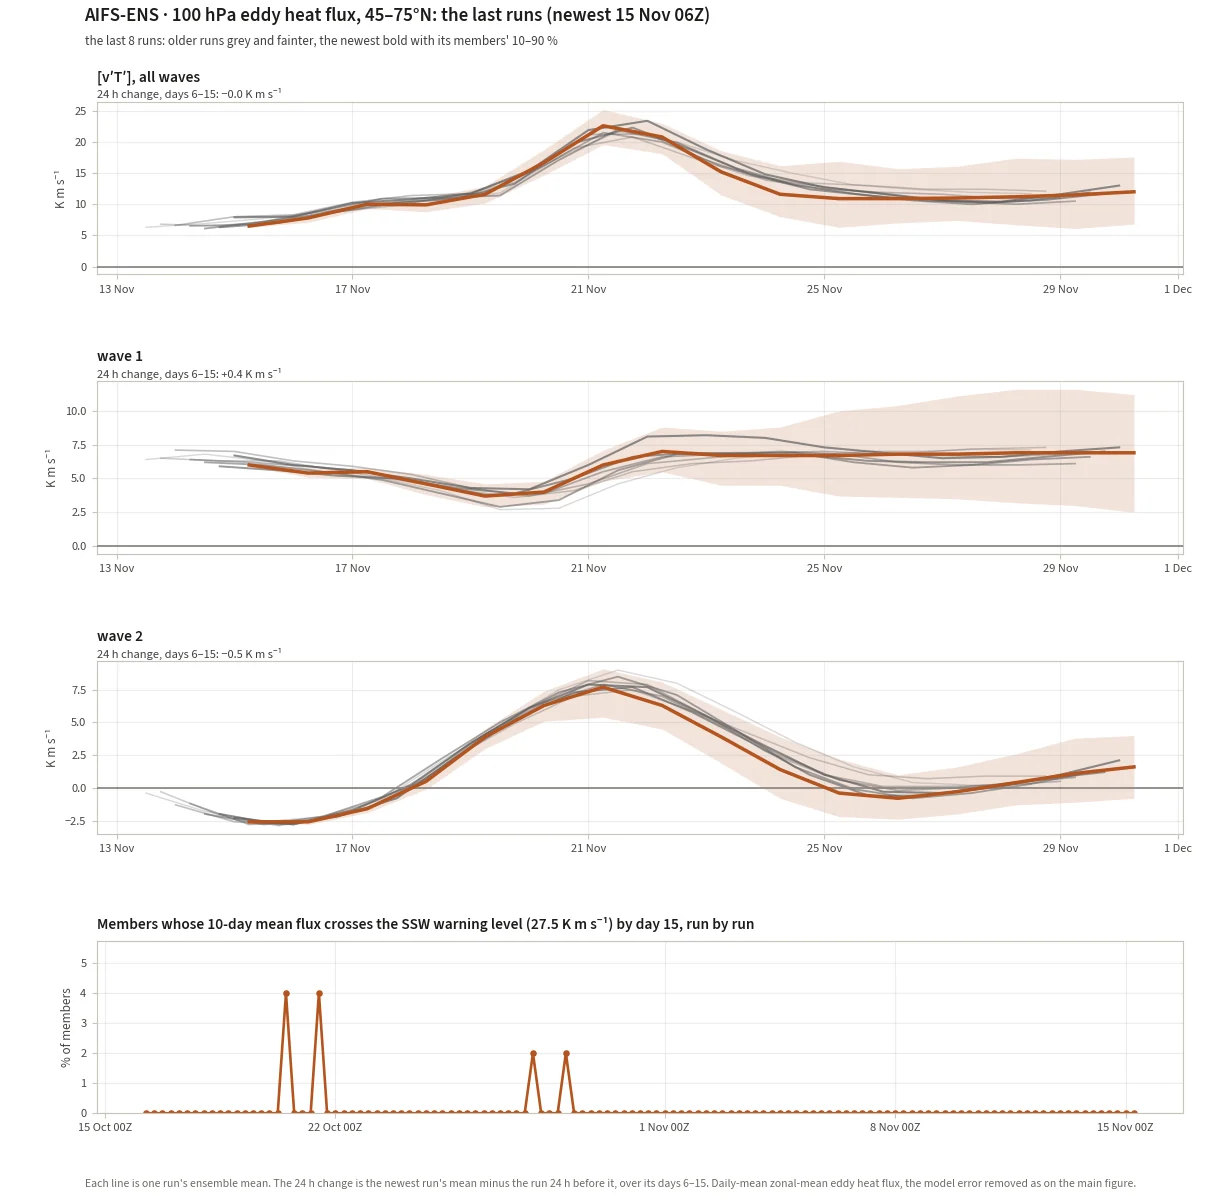 AIFS-ENS · 100 hPa eddy heat flux, 45–75°N: the last runs (newest 15 Nov 06Z)
the last 8 runs: older runs grey and fainter, the newest bold with its members' 10–90 %
[v′T′], all waves
24 h change, days 6–15: −0.0 K m s⁻¹
25
20
15
10
5
0
K m s⁻¹
13 Nov
17 Nov
21 Nov
25 Nov
29 Nov
1 Dec
wave 1
24 h change, days 6–15: +0.4 K m s⁻¹
10.0
7.5
5.0
2.5
0.0
K m s⁻¹
13 Nov
17 Nov
21 Nov
25 Nov
29 Nov
1 Dec
wave 2
24 h change, days 6–15: −0.5 K m s⁻¹
7.5
5.0
2.5
0.0
−2.5
K m s⁻¹
13 Nov
17 Nov
21 Nov
25 Nov
29 Nov
1 Dec
Members whose 10-day mean flux crosses the SSW warning level (27.5 K m s⁻¹) by day 15, run by run
5
4
3
2
1
0
% of members
15 Oct 00Z
22 Oct 00Z
1 Nov 00Z
8 Nov 00Z
15 Nov 00Z
Each line is one run's ensemble mean. The 24 h change is the newest run's mean minus the run 24 h before it, over its days 6–15. Daily-mean zonal-mean eddy heat flux, the model error removed as on the main figure.